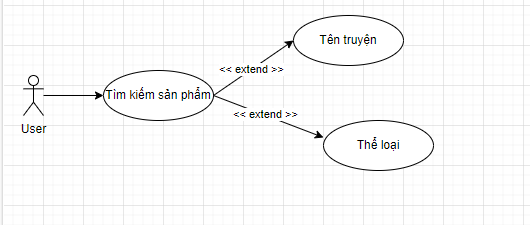 Tên truyện
<< extend >>
Tìm kiếm sản phẩm
<< extend >>
User
Thể loại